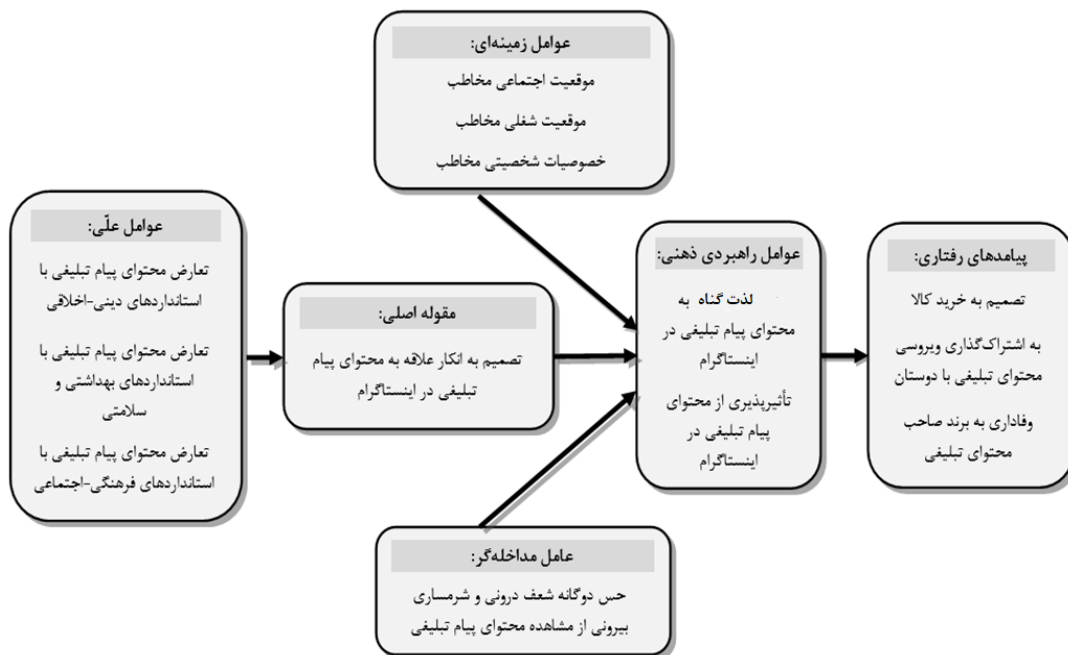 عوامل زمینه‌ای:
موقعیت اجتماعی مخاطب
موقعیت شغلی مخاطب
خصوصیات شخصیتی مخاطب
عوامل علّی:
تعارض محتوای پیام تبلیغی با
استانداردهای دینی-اخلاقی
تعارض محتوای پیام تبلیغی با
استانداردهای بهداشتی و
سلامتی
تعارض محتوای پیام تبلیغی با
استانداردهای فرهنگی-اجتماعی
مقوله اصلی:
تصمیم به انکار علاقه به محتوای پیام
تبلیغی در اینستاگرام
عوامل راهبردی ذهنی:
لذت گناه به
محتوای پیام تبلیغی در
اینستاگرام
تأثیرپذیری از محتوای
پیام تبلیغی در
اینستاگرام
پیامدهای رفتاری:
تصمیم به خرید کالا
به اشتراک‌گذاری ویروسی
محتوای تبلیغی با دوستان
وفاداری به برند صاحب
محتوای تبلیغی
عامل مداخله‌گر:
حس دوگانه شعف درونی و شرمساری
بیرونی از مشاهده محتوای پیام تبلیغی